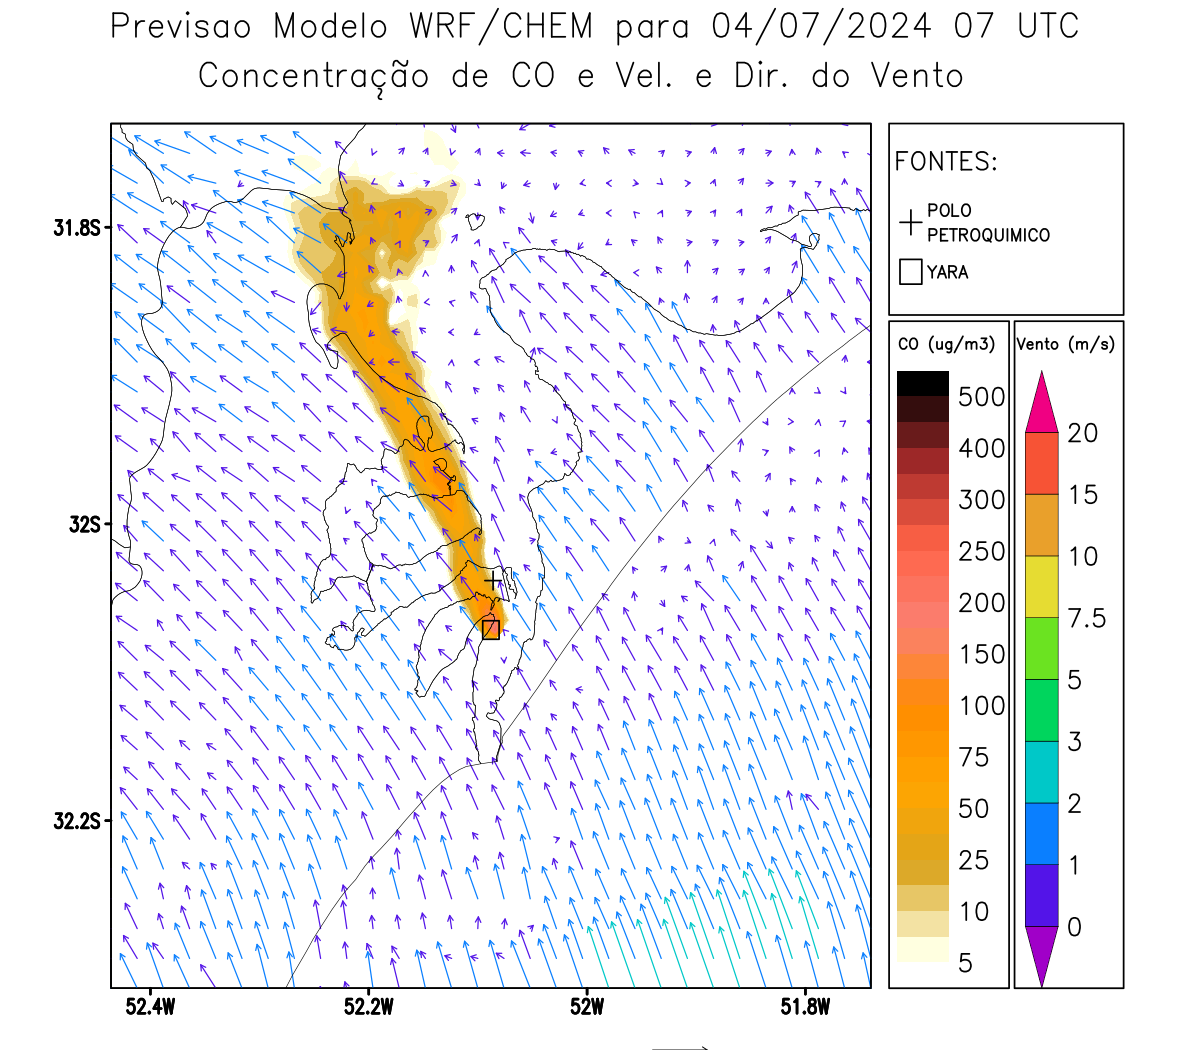 Previsao Modelo WRF/CHEM para 04/07/2024 07 UTC
Concentração de CO e Vel. e Dir. do Vento
FONTES:
POLO
PETROQUIMICO
YARA
CO (ug/m3)
500
400
300
250
200
150
100
75
50
25
10
5
Vento (m/s)
20
15
10
7.5
5
3
2
1
0
31.8S
32S
32.2S
52.4W
52.2W
52W
51.8W